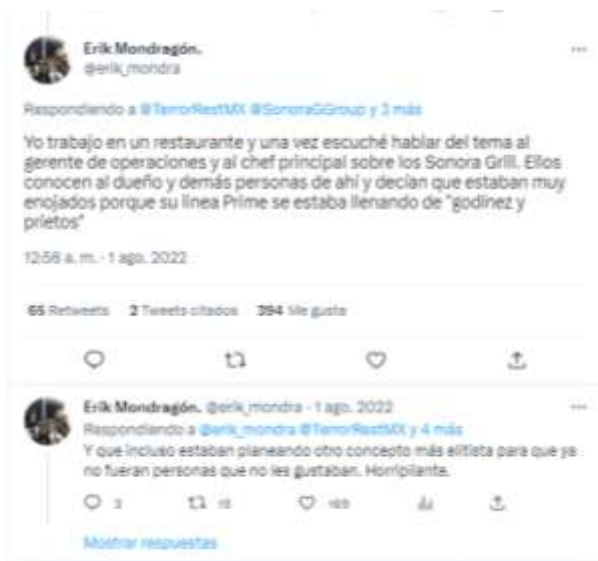 Erik Mondragón.
@erik_mondra
Respondiendo a @TerrorRestMX @SonoraGGroup y 3 más
Yo trabajo en un restaurante y una vez escuché hablar del tema al
gerente de operaciones y al chef principal sobre los Sonora Grill. Ellos
conocen al dueño y demás personas de ahí y decían que estaban muy
enojados porque su línea Prime se estaba llenando de "godínez y
prietos"
12:56 a. m. · 1 ago. 2022
65 Retweets 2 Tweets citados 394 Me gusta
Erik Mondragón. @erik_mondra · 1 ago. 2022
Respondiendo a @erik_mondra @TerrorRestMX y 4 más
Y que incluso estaban planeando otro concepto más elitista para que ya
no fueran personas que no les gustaban. Horripilante.
3
Mostrar respuestas